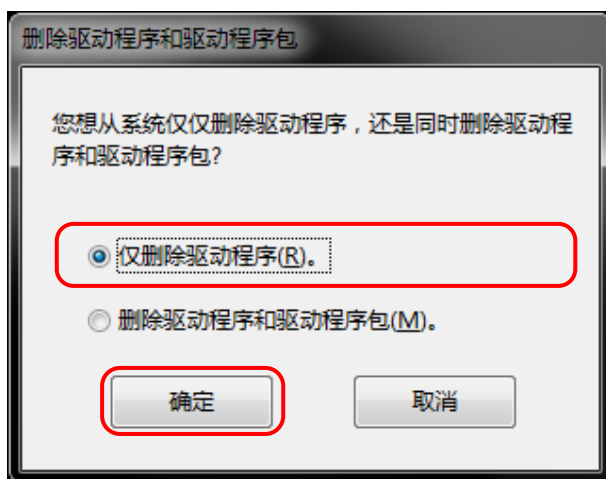 删除驱动程序和驱动程序包
您想从系统仅仅删除驱动程序，还是同时删除驱动程
序和驱动程序包?
仅删除驱动程序(R)。
删除驱动程序和驱动程序包(M)。
确定
取消